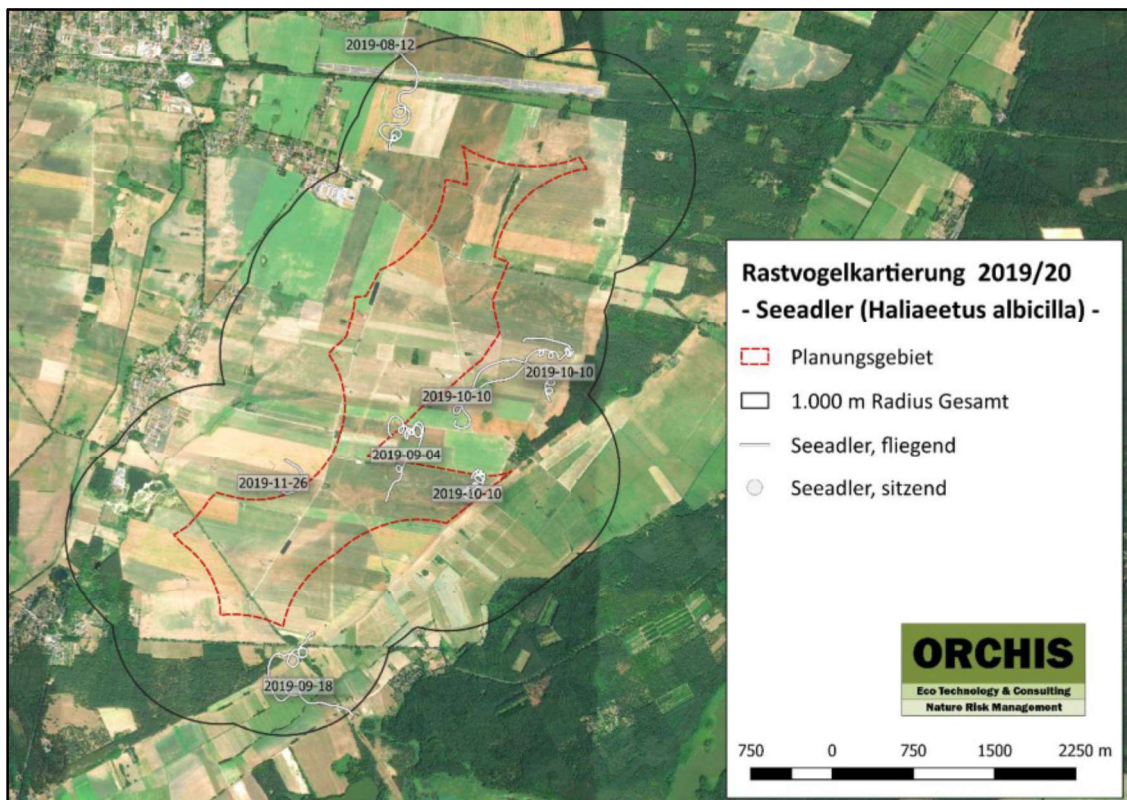 2019-08-12
2019-10-10
2019-10-10
2019-09-04
2019-11-26
2019-10-10
2019-09-18
Rastvogelkartierung 2019/20
- Seeadler (Haliaeetus albicilla) -
Planungsgebiet
1.000 m Radius Gesamt
Seeadler, fliegend
Seeadler, sitzend
ORCHIS
Eco Technology & Consulting
Nature Risk Management
750 0 750 1500 2250 m